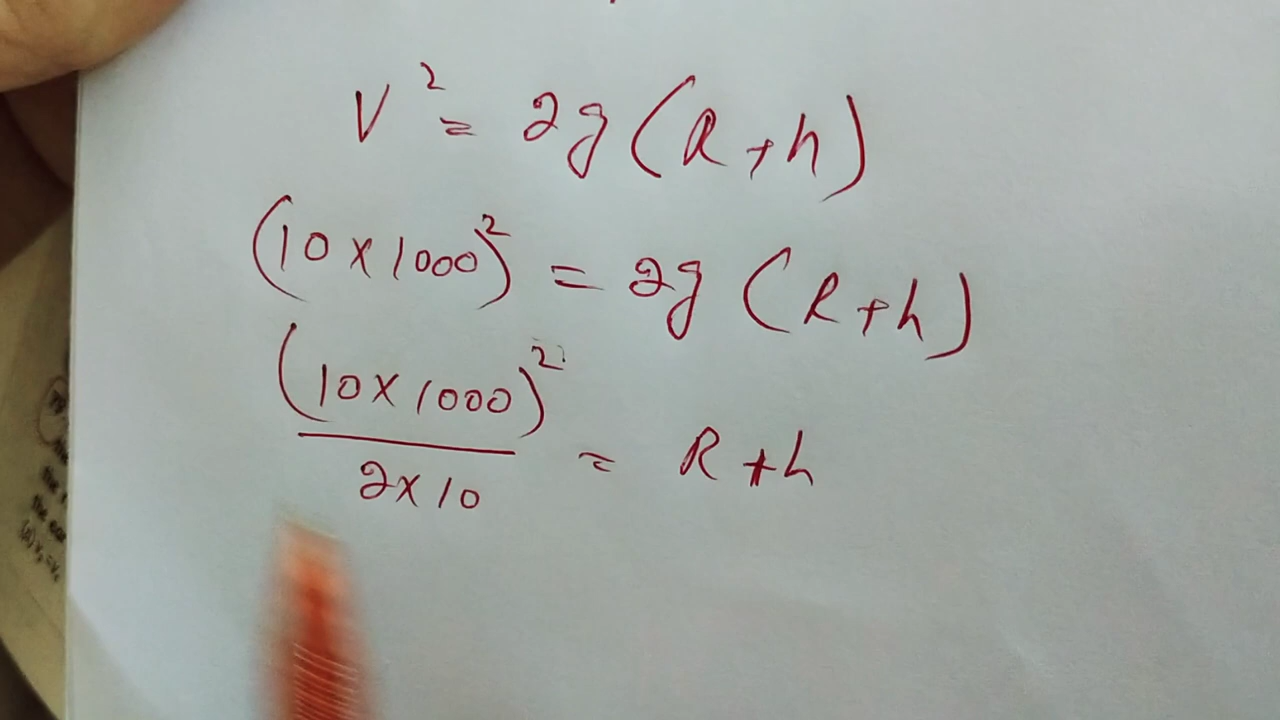 V² = 2g (R+h)
(10 x 1000)² = 2g (R+h)
(10 x 1000)² / 2 x 10 = R+h